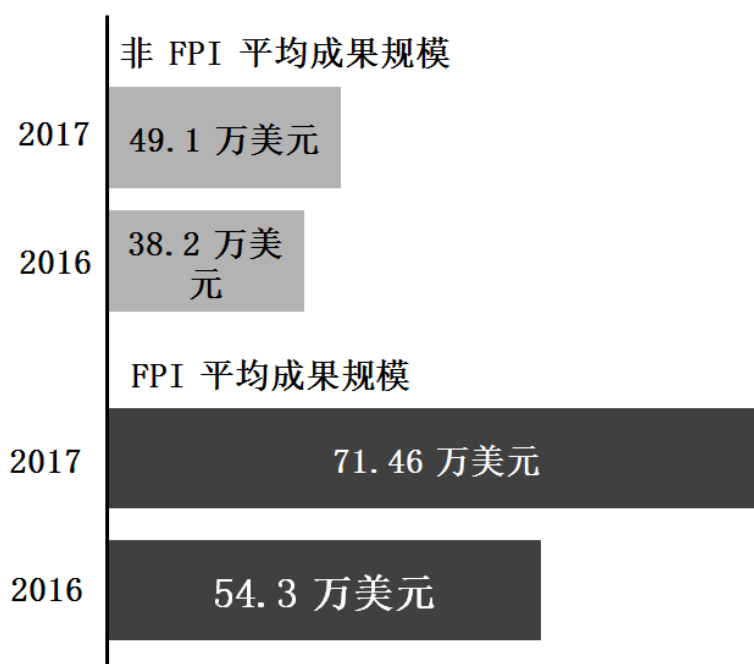 非 FPI 平均成果规模
2017
49.1 万美元
2016
38.2 万美
元
FPI 平均成果规模
2017
71.46 万美元
2016
54.3 万美元